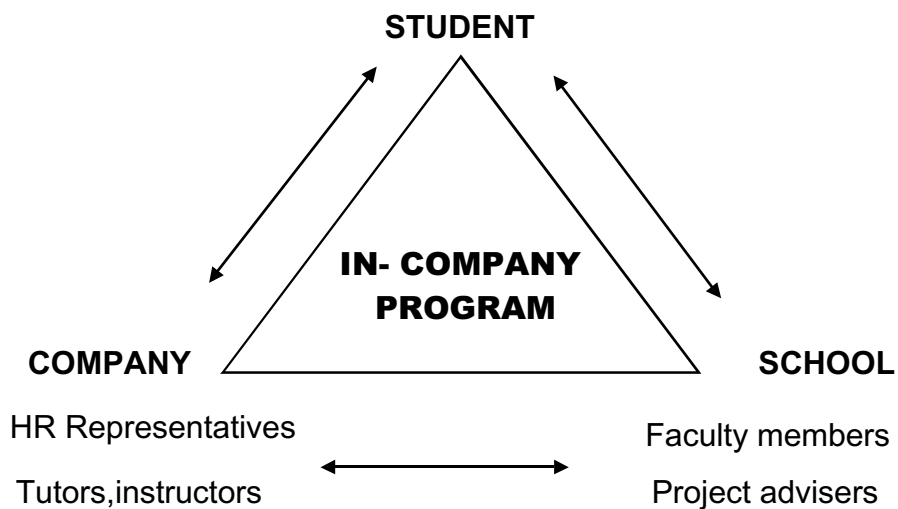 STUDENT
IN- COMPANY
PROGRAM
COMPANY
SCHOOL
HR Representatives
Faculty members
Tutors,instructors
Project advisers